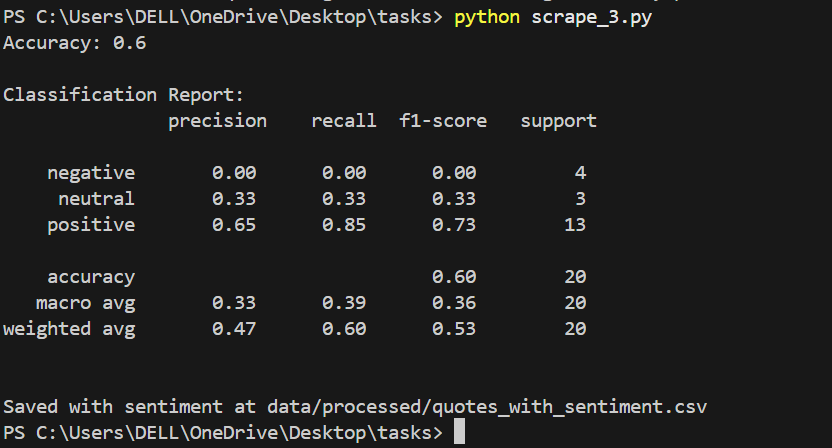 PS C:\Users\DELL\OneDrive\Desktop\tasks> python scrape_3.py
Accuracy: 0.6
Classification Report:
precision recall f1-score support
negative 0.00 0.00 0.00 4
neutral 0.33 0.33 0.33 3
positive 0.65 0.85 0.73 13
accuracy 0.60 20
macro avg 0.33 0.39 0.36 20
weighted avg 0.47 0.60 0.53 20
Saved with sentiment at data/processed/quotes_with_sentiment.csv
PS C:\Users\DELL\OneDrive\Desktop\tasks>